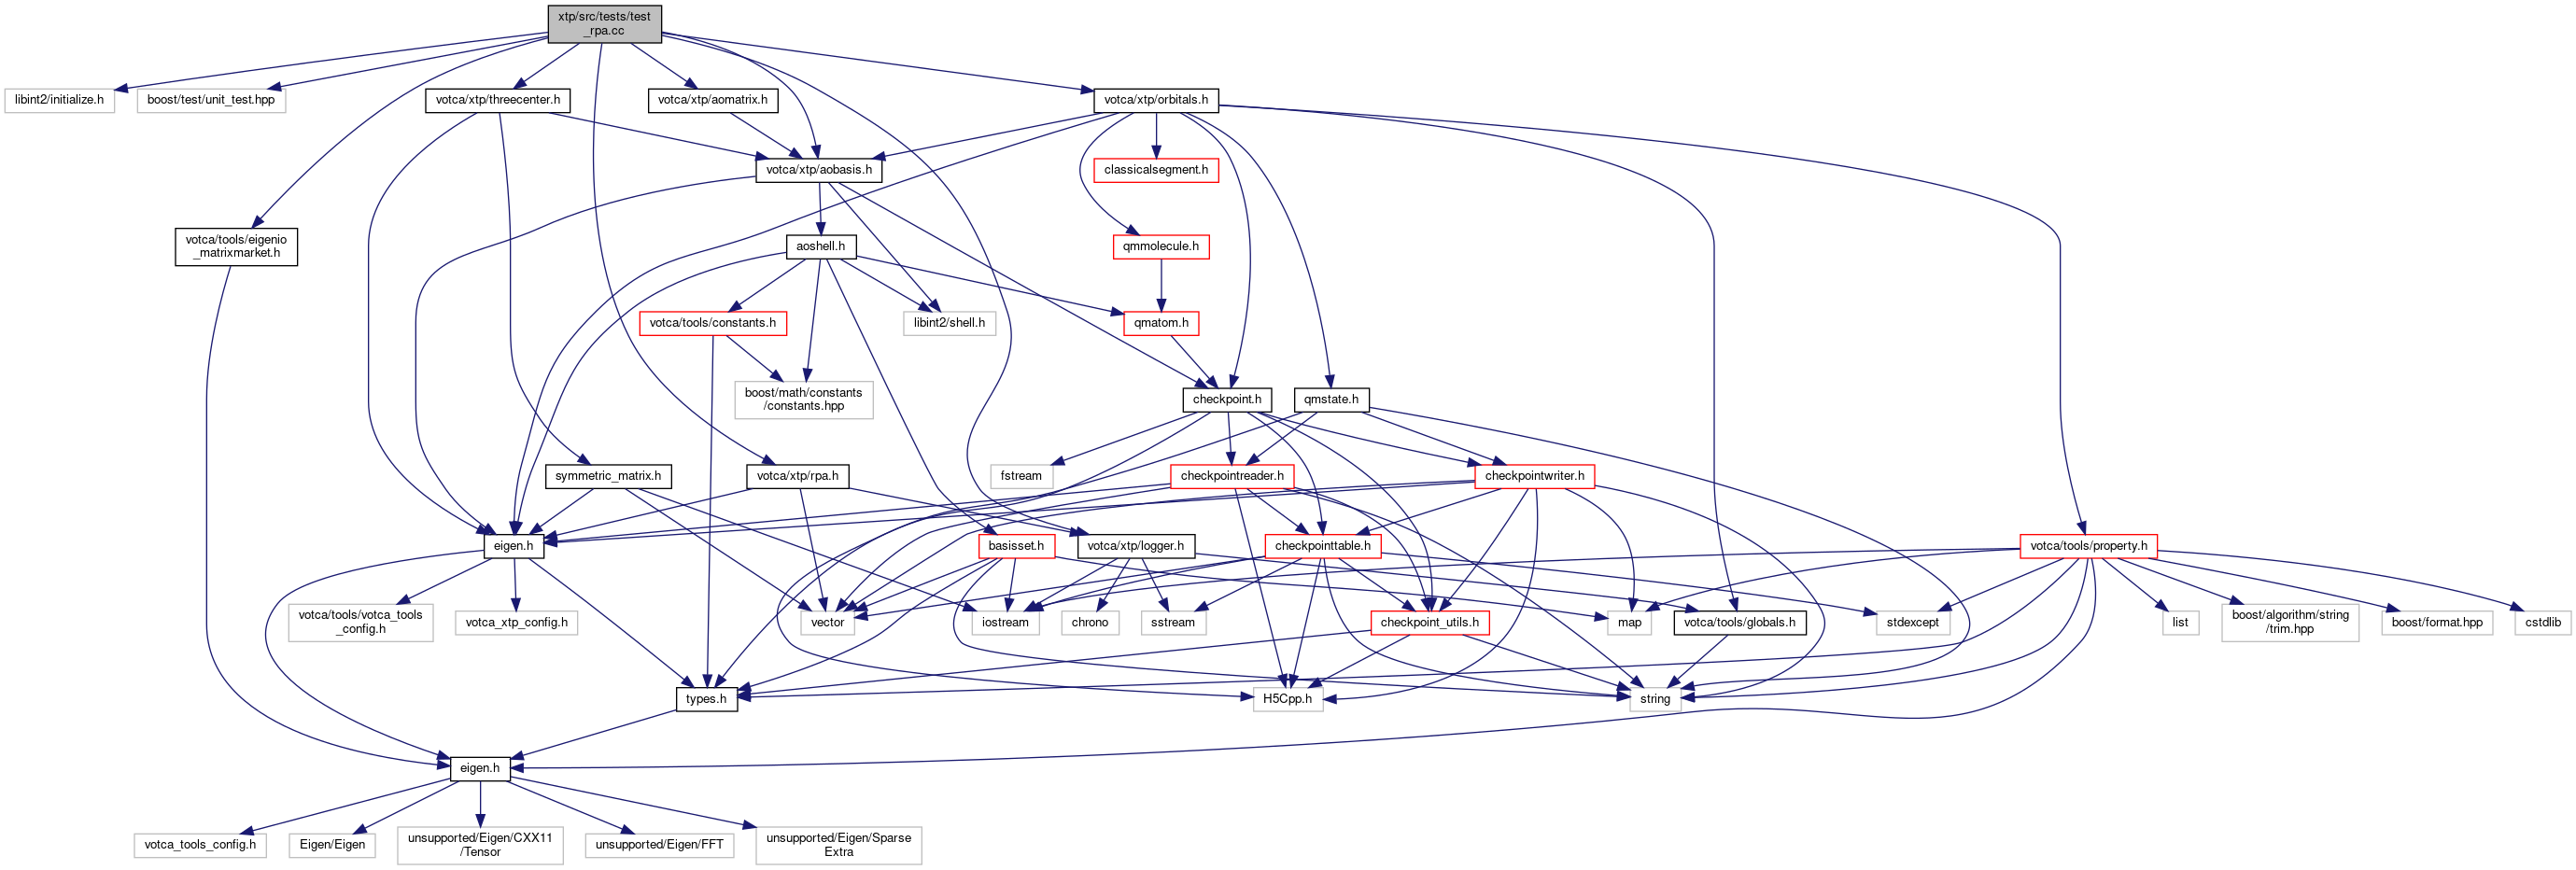 xtp/src/tests/test
_rpa.cc
libint2/initialize.h
boost/test/unit_test.hpp
votca/xtp/threecenter.h
votca/xtp/aomatrix.h
votca/xtp/orbitals.h
votca/xtp/aobasis.h
classicalsegment.h
votca/tools/eigenio
_matrixmarket.h
aoshell.h
qmmolecule.h
votca/tools/constants.h
libint2/shell.h
qmatom.h
boost/math/constants
/constants.hpp
checkpoint.h
qmstate.h
symmetric_matrix.h
votca/xtp/rpa.h
fstream
checkpointreader.h
checkpointwriter.h
eigen.h
basisset.h
votca/xtp/logger.h
checkpointtable.h
votca/tools/property.h
votca/tools/votca_tools
_config.h
votca_xtp_config.h
vector
iostream
chrono
sstream
checkpoint_utils.h
map
votca/tools/globals.h
stdexcept
list
boost/algorithm/string
/trim.hpp
boost/format.hpp
cstdlib
types.h
H5Cpp.h
string
eigen.h
votca_tools_config.h
Eigen/Eigen
unsupported/Eigen/CXX11
/Tensor
unsupported/Eigen/FFT
unsupported/Eigen/Sparse
Extra